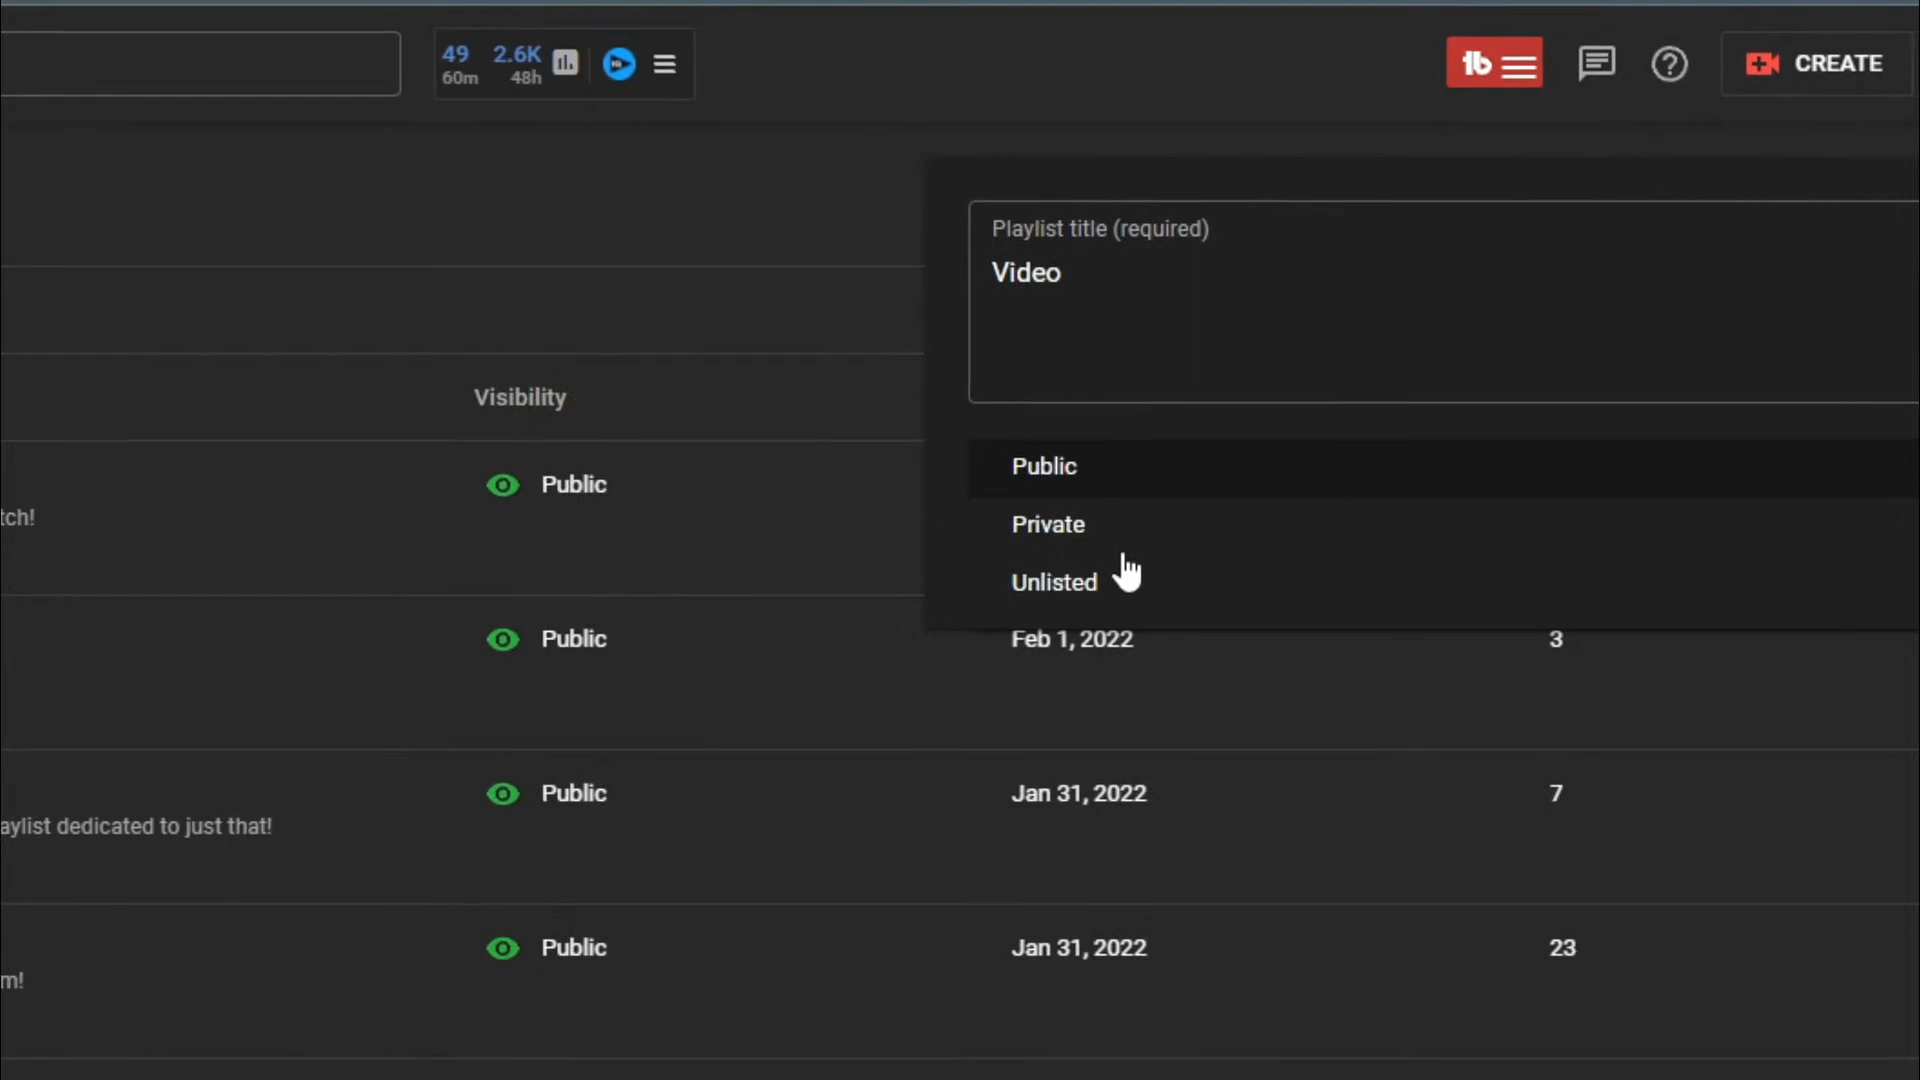 49 2.6K
60m 48h
tb
CREATE
Playlist title (required)
Video
Visibility
Public
Private
Unlisted
Public
tch!
Public Feb 1, 2022 3
Public Jan 31, 2022 7
aylist dedicated to just that!
Public Jan 31, 2022 23
m!